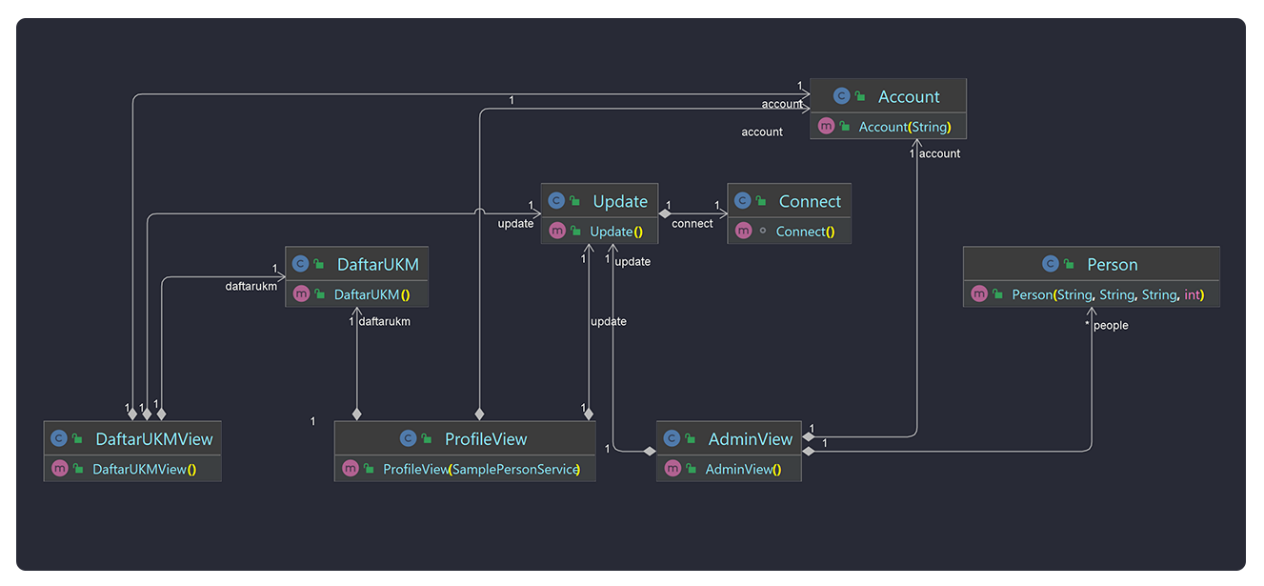 1
Account
1
account
Account(String)
account
1 account
Update
Connect
1
1
1
update
connect
Update()
Connect()
DaftarUKM
Person
1
daftarukm
1
1 update
DaftarUKM()
Person(String, String, String, int)
1 daftarukm
update
* people
1
1
1
1
1
DaftarUKMView
ProfileView
AdminView
1
1
1
DaftarUKMView()
ProfileView(SamplePersonService)
AdminView()